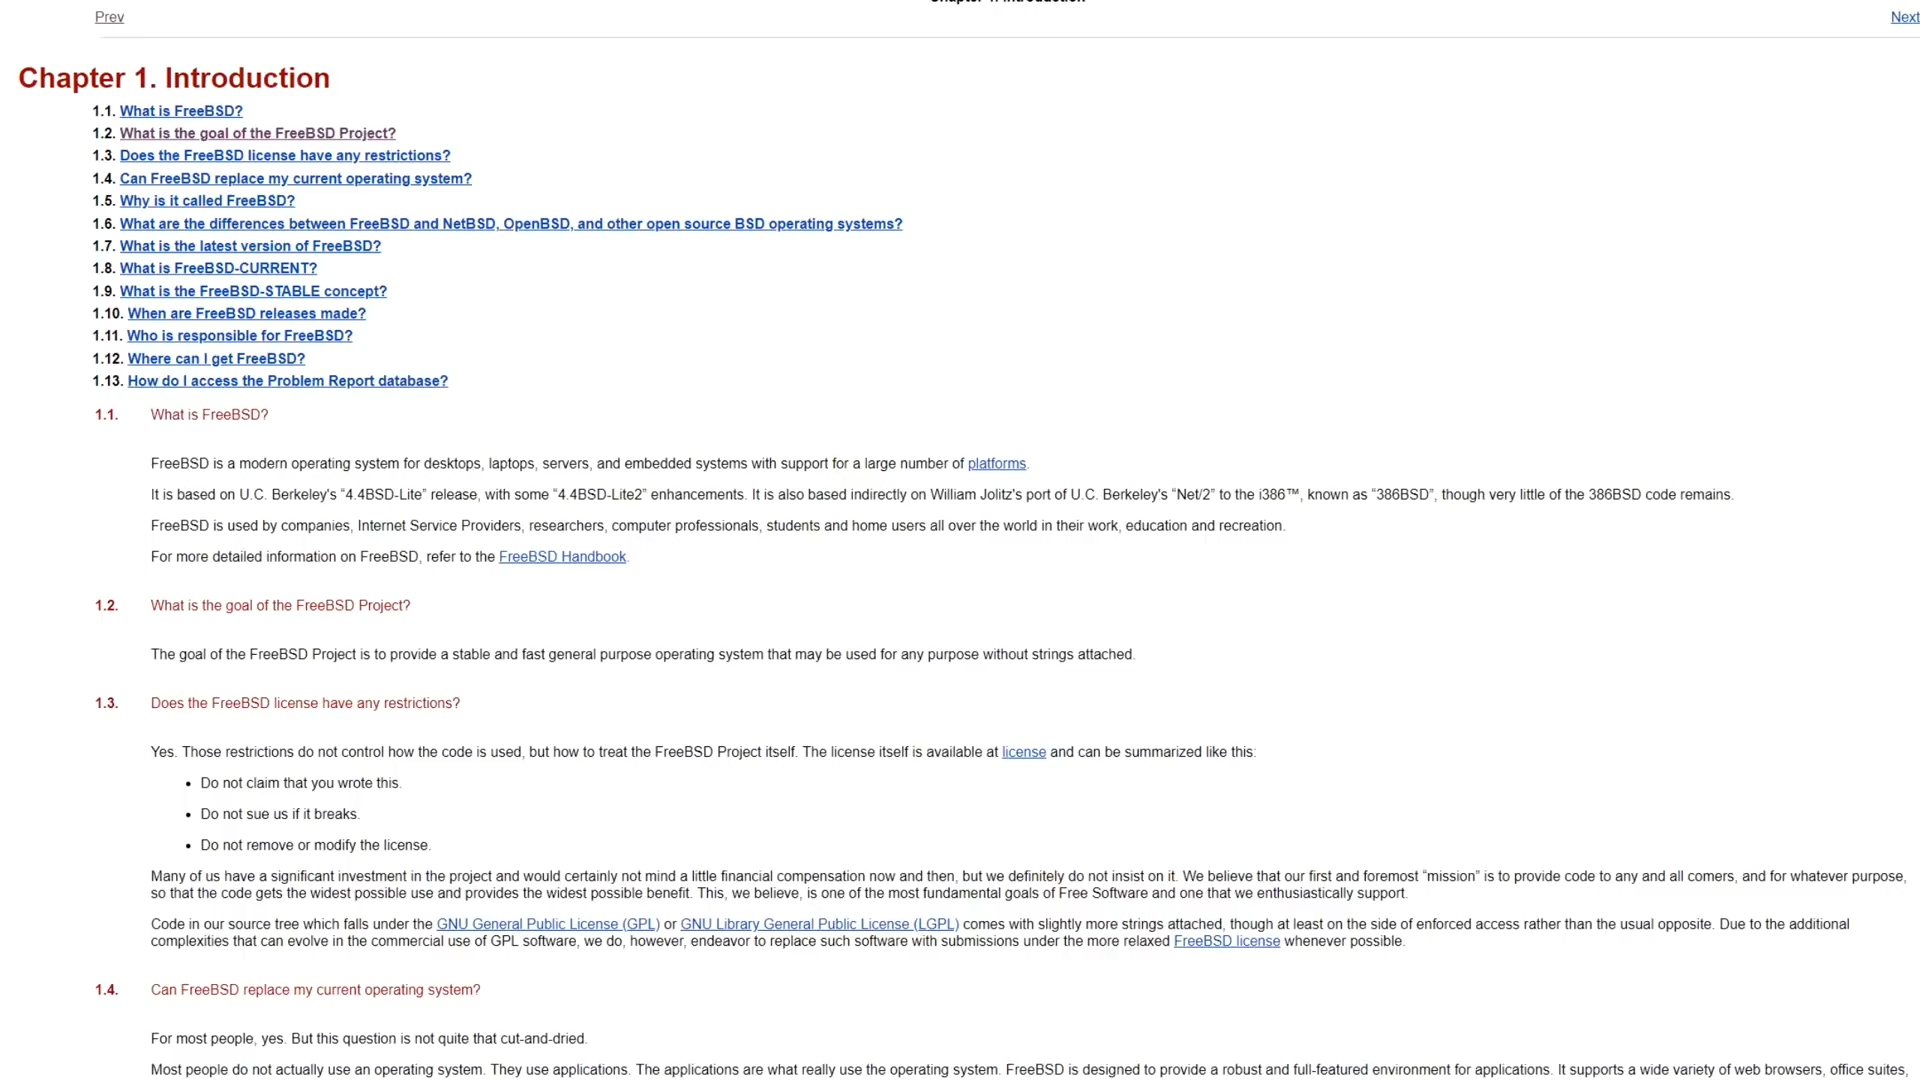 Chapter 1. Introduction
Prev
Next
Chapter 1. Introduction
1.1. What is FreeBSD?
1.2. What is the goal of the FreeBSD Project?
1.3. Does the FreeBSD license have any restrictions?
1.4. Can FreeBSD replace my current operating system?
1.5. Why is it called FreeBSD?
1.6. What are the differences between FreeBSD and NetBSD, OpenBSD, and other open source BSD operating systems?
1.7. What is the latest version of FreeBSD?
1.8. What is FreeBSD-CURRENT?
1.9. What is the FreeBSD-STABLE concept?
1.10. When are FreeBSD releases made?
1.11. Who is responsible for FreeBSD?
1.12. Where can I get FreeBSD?
1.13. How do I access the Problem Report database?
1.1. What is FreeBSD?
FreeBSD is a modern operating system for desktops, laptops, servers, and embedded systems with support for a large number of platforms.
It is based on U.C. Berkeley's “4.4BSD-Lite” release, with some “4.4BSD-Lite2” enhancements. It is also based indirectly on William Jolitz's port of U.C. Berkeley's “Net/2” to the i386™, known as “386BSD”, though very little of the 386BSD code remains.
FreeBSD is used by companies, Internet Service Providers, researchers, computer professionals, students and home users all over the world in their work, education and recreation.
For more detailed information on FreeBSD, refer to the FreeBSD Handbook.
1.2. What is the goal of the FreeBSD Project?
The goal of the FreeBSD Project is to provide a stable and fast general purpose operating system that may be used for any purpose without strings attached.
1.3. Does the FreeBSD license have any restrictions?
Yes. Those restrictions do not control how the code is used, but how to treat the FreeBSD Project itself. The license itself is available at license and can be summarized like this:
• Do not claim that you wrote this.
• Do not sue us if it breaks.
• Do not remove or modify the license.
Many of us have a significant investment in the project and would certainly not mind a little financial compensation now and then, but we definitely do not insist on it. We believe that our first and foremost “mission” is to provide code to any and all comers, and for whatever purpose,
so that the code gets the widest possible use and provides the widest possible benefit. This, we believe, is one of the most fundamental goals of Free Software and one that we enthusiastically support.
Code in our source tree which falls under the GNU General Public License (GPL) or GNU Library General Public License (LGPL) comes with slightly more strings attached, though at least on the side of enforced access rather than the usual opposite. Due to the additional
complexities that can evolve in the commercial use of GPL software, we do, however, endeavor to replace such software with submissions under the more relaxed FreeBSD license whenever possible.
1.4. Can FreeBSD replace my current operating system?
For most people, yes. But this question is not quite that cut-and-dried.
Most people do not actually use an operating system. They use applications. The applications are what really use the operating system. FreeBSD is designed to provide a robust and full-featured environment for applications. It supports a wide variety of web browsers, office suites,